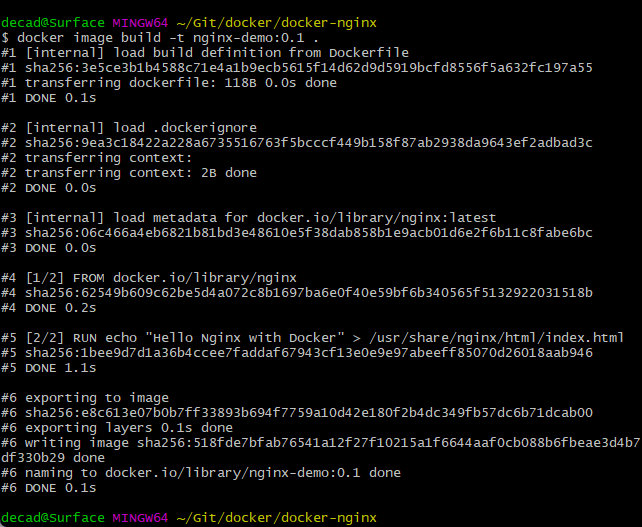 decad@Surface MINGW64 ~/Git/docker/docker-nginx
$ docker image build -t nginx-demo:0.1 .
#1 [internal] load build definition from Dockerfile
#1 sha256:3e5ce3b1b4588c71e4a1b9ecb5615f14d62d9d5919bcfd8556f5a632fc197a55
#1 transferring dockerfile: 118B 0.0s done
#1 DONE 0.1s
#2 [internal] load .dockerignore
#2 sha256:9ea3c18422a228a6735516763f5bcccf449b158f87ab2938da9643ef2adbad3c
#2 transferring context:
#2 transferring context: 2B done
#2 DONE 0.0s
#3 [internal] load metadata for docker.io/library/nginx:latest
#3 sha256:06c466a4eb6821b81bd3e48610e5f38dab858b1e9acb01d6e2f6b11c8fabe6bc
#3 DONE 0.0s
#4 [1/2] FROM docker.io/library/nginx
#4 sha256:62549b609c62be5d4a072c8b1697ba6e0f40e59bf6b340565f5132922031518b
#4 DONE 0.2s
#5 [2/2] RUN echo "Hello Nginx with Docker" > /usr/share/nginx/html/index.html
#5 sha256:1bee9d7d1a36b4ccee7faddaf67943cf13e0e9e97abeeff85070d26018aab946
#5 DONE 1.1s
#6 exporting to image
#6 sha256:e8c613e07b0b7ff33893b694f7759a10d42e180f2b4dc349fb57dc6b71dcab00
#6 exporting layers 0.1s done
#6 writing image sha256:518fde7bfab76541a12f27f10215a1f6644aaf0cb088b6fbeae3d4b7
df330b29 done
#6 naming to docker.io/library/nginx-demo:0.1 done
#6 DONE 0.1s
decad@Surface MINGW64 ~/Git/docker/docker-nginx